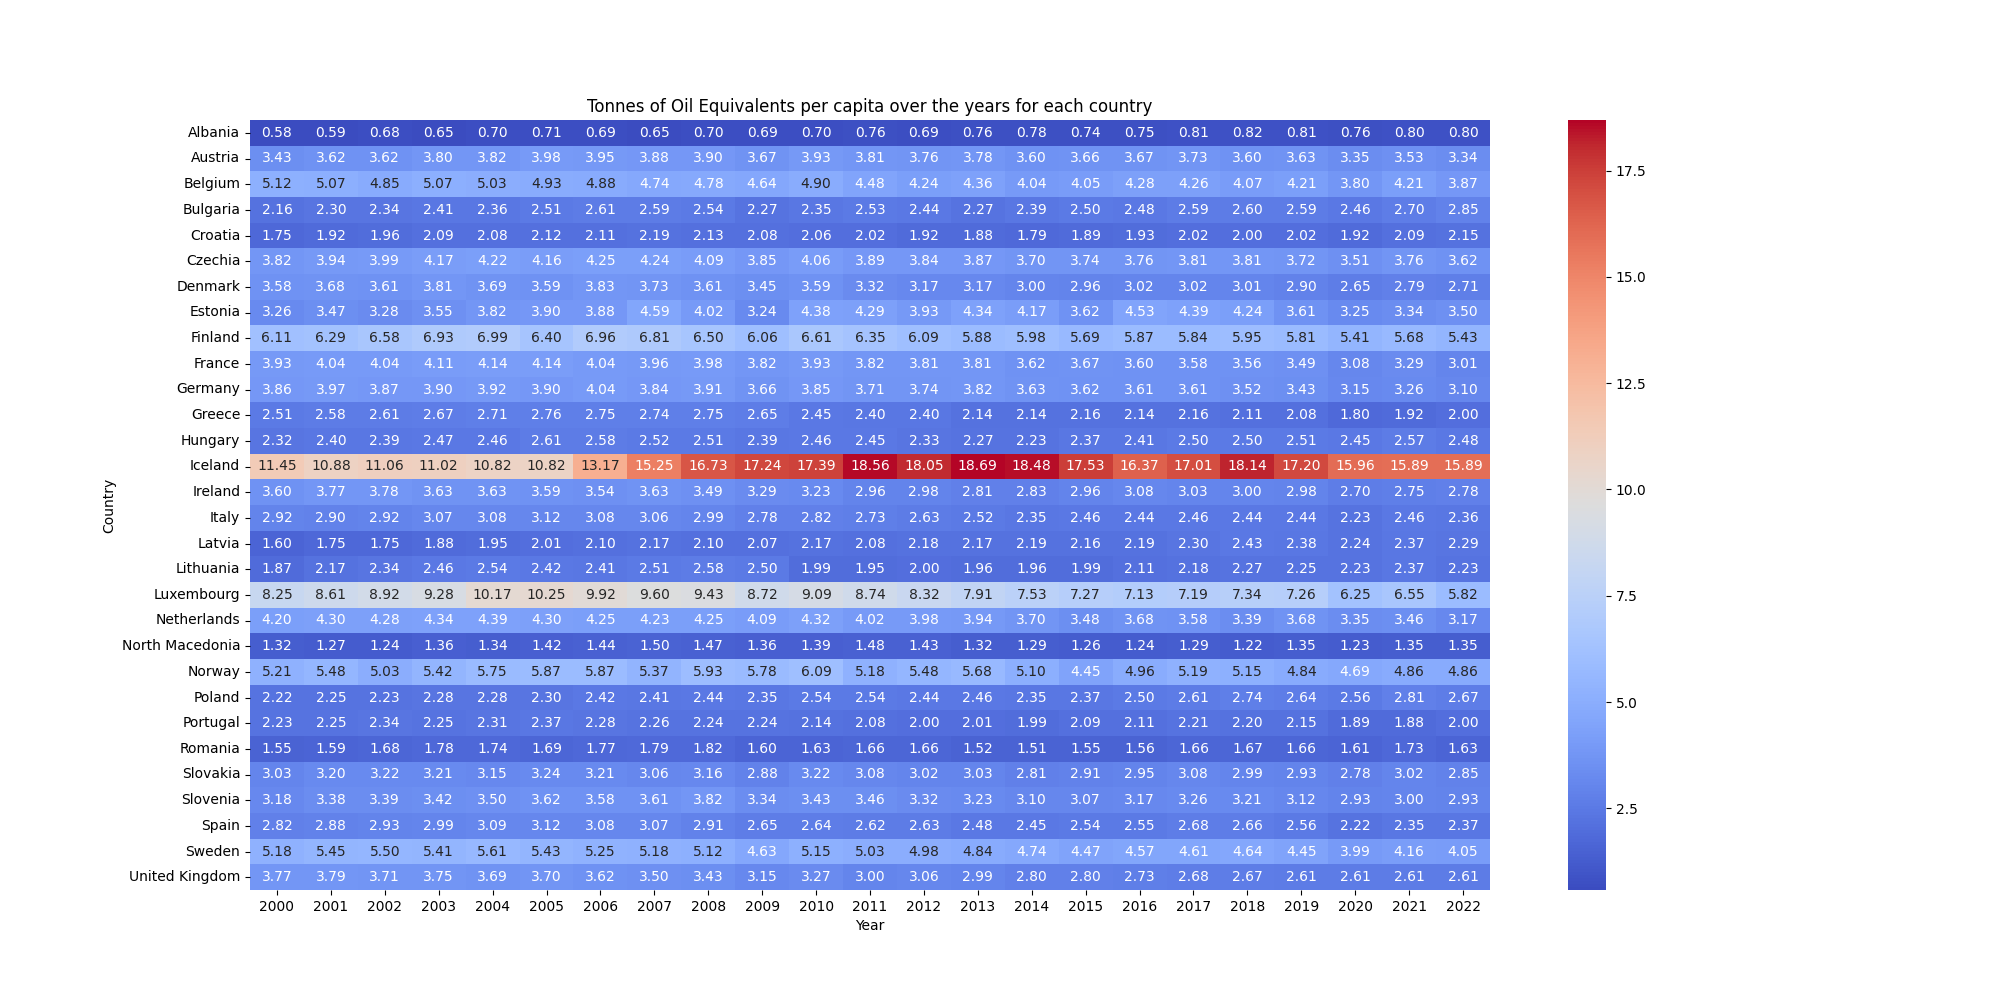 Tonnes of Oil Equivalents per capita over the years for each country
Albania 0.58 0.59 0.68 0.65 0.70 0.71 0.69 0.65 0.70 0.69 0.70 0.76 0.69 0.76 0.78 0.74 0.75 0.81 0.82 0.81 0.76 0.80 0.80
Austria 3.43 3.62 3.62 3.80 3.82 3.98 3.95 3.88 3.90 3.67 3.93 3.81 3.76 3.78 3.60 3.66 3.67 3.73 3.60 3.63 3.35 3.53 3.34
Belgium 5.12 5.07 4.85 5.07 5.03 4.93 4.88 4.74 4.78 4.64 4.90 4.48 4.24 4.36 4.04 4.05 4.28 4.26 4.07 4.21 3.80 4.21 3.87
Bulgaria 2.16 2.30 2.34 2.41 2.36 2.51 2.61 2.59 2.54 2.27 2.35 2.53 2.44 2.27 2.39 2.50 2.48 2.59 2.60 2.59 2.46 2.70 2.85
Croatia 1.75 1.92 1.96 2.09 2.08 2.12 2.11 2.19 2.13 2.08 2.06 2.02 1.92 1.88 1.79 1.89 1.93 2.02 2.00 2.02 1.92 2.09 2.15
Czechia 3.82 3.94 3.99 4.17 4.22 4.16 4.25 4.24 4.09 3.85 4.06 3.89 3.84 3.87 3.70 3.74 3.76 3.81 3.81 3.72 3.51 3.76 3.62
Denmark 3.58 3.68 3.61 3.81 3.69 3.59 3.83 3.73 3.61 3.45 3.59 3.32 3.17 3.17 3.00 2.96 3.02 3.02 3.01 2.90 2.65 2.79 2.71
Estonia 3.26 3.47 3.28 3.55 3.82 3.90 3.88 4.59 4.02 3.24 4.38 4.29 3.93 4.34 4.17 3.62 4.53 4.39 4.24 3.61 3.25 3.34 3.50
Finland 6.11 6.29 6.58 6.93 6.99 6.40 6.96 6.81 6.50 6.06 6.61 6.35 6.09 5.88 5.98 5.69 5.87 5.84 5.95 5.81 5.41 5.68 5.43
France 3.93 4.04 4.04 4.11 4.14 4.14 4.04 3.96 3.98 3.82 3.93 3.82 3.81 3.81 3.62 3.67 3.60 3.58 3.56 3.49 3.08 3.29 3.01
Germany 3.86 3.97 3.87 3.90 3.92 3.90 4.04 3.84 3.91 3.66 3.85 3.71 3.74 3.82 3.63 3.62 3.61 3.61 3.52 3.43 3.15 3.26 3.10
Greece 2.51 2.58 2.61 2.67 2.71 2.76 2.75 2.74 2.75 2.65 2.45 2.40 2.40 2.14 2.14 2.16 2.14 2.16 2.11 2.08 1.80 1.92 2.00
Hungary 2.32 2.40 2.39 2.47 2.46 2.61 2.58 2.52 2.51 2.39 2.46 2.45 2.33 2.27 2.23 2.37 2.41 2.50 2.50 2.51 2.45 2.57 2.48
Iceland 11.45 10.88 11.06 11.02 10.82 10.82 13.17 15.25 16.73 17.24 17.39 18.56 18.05 18.69 18.48 17.53 16.37 17.01 18.14 17.20 15.96 15.89 15.89
Ireland 3.60 3.77 3.78 3.63 3.63 3.59 3.54 3.63 3.49 3.29 3.23 2.96 2.98 2.81 2.83 2.96 3.08 3.03 3.00 2.98 2.70 2.75 2.78
Italy 2.92 2.90 2.92 3.07 3.08 3.12 3.08 3.06 2.99 2.78 2.82 2.73 2.63 2.52 2.35 2.46 2.44 2.46 2.44 2.44 2.23 2.46 2.36
Latvia 1.60 1.75 1.75 1.88 1.95 2.01 2.10 2.17 2.10 2.07 2.17 2.08 2.18 2.17 2.19 2.16 2.19 2.30 2.43 2.38 2.24 2.37 2.29
Lithuania 1.87 2.17 2.34 2.46 2.54 2.42 2.41 2.51 2.58 2.50 1.99 1.95 2.00 1.96 1.96 1.99 2.11 2.18 2.27 2.25 2.23 2.37 2.23
Luxembourg 8.25 8.61 8.92 9.28 10.17 10.25 9.92 9.60 9.43 8.72 9.09 8.74 8.32 7.91 7.53 7.27 7.13 7.19 7.34 7.26 6.25 6.55 5.82
Netherlands 4.20 4.30 4.28 4.34 4.39 4.30 4.25 4.23 4.25 4.09 4.32 4.02 3.98 3.94 3.70 3.48 3.68 3.58 3.39 3.68 3.35 3.46 3.17
North Macedonia 1.32 1.27 1.24 1.36 1.34 1.42 1.44 1.50 1.47 1.36 1.39 1.48 1.43 1.32 1.29 1.26 1.24 1.29 1.22 1.35 1.23 1.35 1.35
Norway 5.21 5.48 5.03 5.42 5.75 5.87 5.87 5.37 5.93 5.78 6.09 5.18 5.48 5.68 5.10 4.45 4.96 5.19 5.15 4.84 4.69 4.86 4.86
Poland 2.22 2.25 2.23 2.28 2.28 2.30 2.42 2.41 2.44 2.35 2.54 2.54 2.44 2.46 2.35 2.37 2.50 2.61 2.74 2.64 2.56 2.81 2.67
Portugal 2.23 2.25 2.34 2.25 2.31 2.37 2.28 2.26 2.24 2.24 2.14 2.08 2.00 2.01 1.99 2.09 2.11 2.21 2.20 2.15 1.89 1.88 2.00
Romania 1.55 1.59 1.68 1.78 1.74 1.69 1.77 1.79 1.82 1.60 1.63 1.66 1.66 1.52 1.51 1.55 1.56 1.66 1.67 1.66 1.61 1.73 1.63
Slovakia 3.03 3.20 3.22 3.21 3.15 3.24 3.21 3.06 3.16 2.88 3.22 3.08 3.02 3.03 2.81 2.91 2.95 3.08 2.99 2.93 2.78 3.02 2.85
Slovenia 3.18 3.38 3.39 3.42 3.50 3.62 3.58 3.61 3.82 3.34 3.43 3.46 3.32 3.23 3.10 3.07 3.17 3.26 3.21 3.12 2.93 3.00 2.93
Spain 2.82 2.88 2.93 2.99 3.09 3.12 3.08 3.07 2.91 2.65 2.64 2.62 2.63 2.48 2.45 2.54 2.55 2.68 2.66 2.56 2.22 2.35 2.37
Sweden 5.18 5.45 5.50 5.41 5.61 5.43 5.25 5.18 5.12 4.63 5.15 5.03 4.98 4.84 4.74 4.47 4.57 4.61 4.64 4.45 3.99 4.16 4.05
United Kingdom 3.77 3.79 3.71 3.75 3.69 3.70 3.62 3.50 3.43 3.15 3.27 3.00 3.06 2.99 2.80 2.80 2.73 2.68 2.67 2.61 2.61 2.61 2.61
2000 2001 2002 2003 2004 2005 2006 2007 2008 2009 2010 2011 2012 2013 2014 2015 2016 2017 2018 2019 2020 2021 2022
Year
Country
17.5
15.0
12.5
10.0
7.5
5.0
2.5